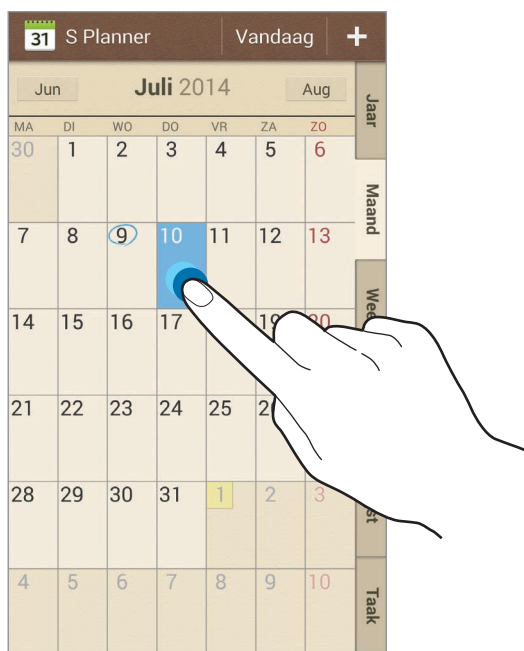 31 S Planner Vandaag +
Jun Juli 2014 Aug
MA DI WO DO VR ZA ZO
30 1 2 3 4 5 6
7 8 9 10 11 12 13
14 15 16 17 19
21 22 23 24 25
28 29 30 31 1 2 3
4 5 6 7 8 9 10
Jaar
Maand
Taak